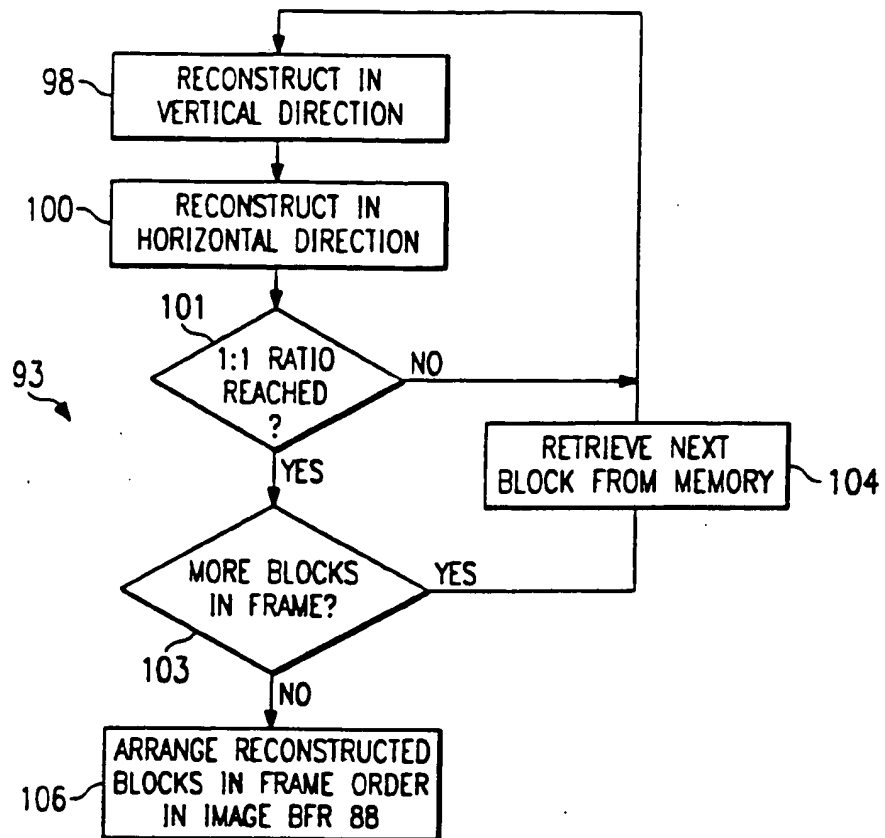 98
RECONSTRUCT IN
VERTICAL DIRECTION
100
RECONSTRUCT IN
HORIZONTAL DIRECTION
101
1:1 RATIO
REACHED
?
NO
93
YES
RETRIEVE NEXT
BLOCK FROM MEMORY
104
MORE BLOCKS
IN FRAME?
YES
103
NO
ARRANGE RECONSTRUCTED
BLOCKS IN FRAME ORDER
IN IMAGE BFR 88
106